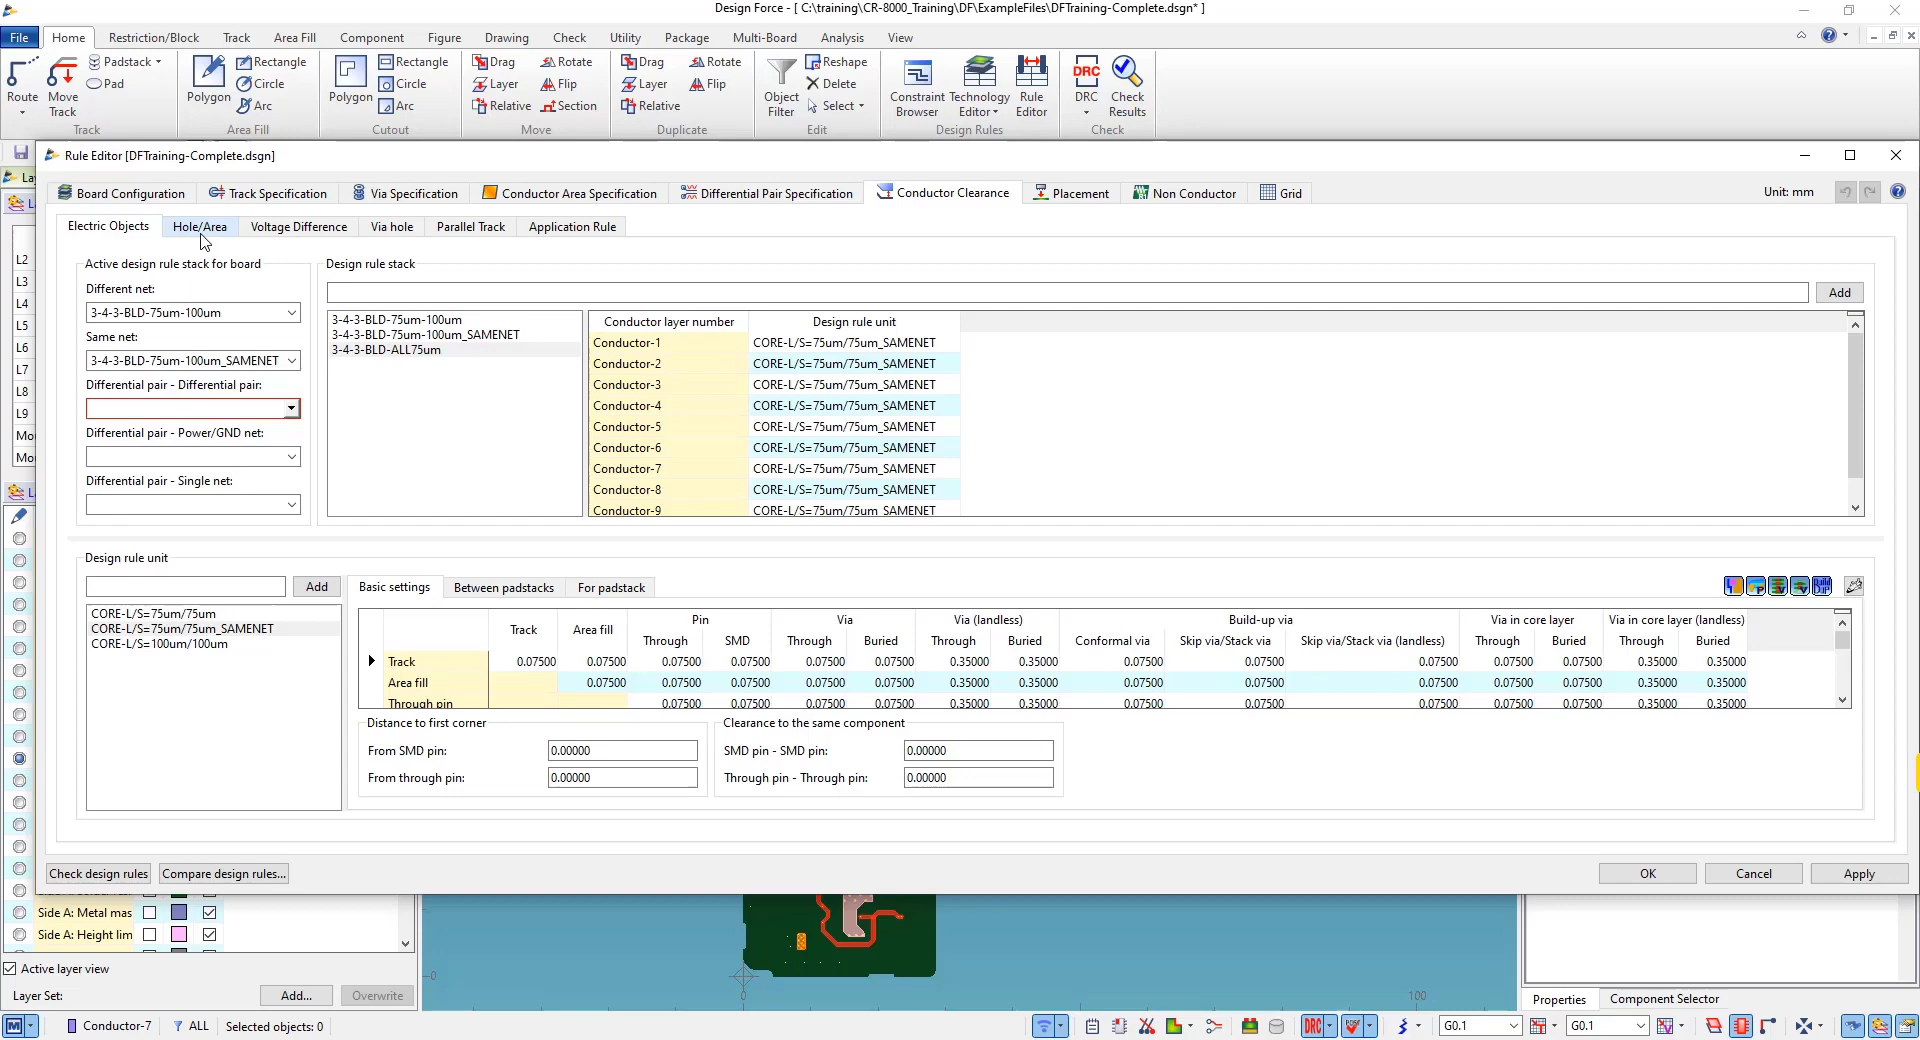 Design Force - [ C:\training\CR-8000_Training\DF\ExampleFiles\DFTraining-Complete.dsgn* ]
File Home Restriction/Block Track Area Fill Component Figure Drawing Check Utility Package Multi-Board Analysis View
Padstack Rectangle Rectangle Drag Rotate Drag Rotate Reshape
Pad Circle Circle Layer Flip Layer Flip Delete
Route Move Track Polygon Arc Polygon Arc Relative Section Relative Object Filter Select Constraint Browser Technology Editor Rule Editor DRC Check Results
Track Area Fill Cutout Move Duplicate Edit Design Rules Check
Rule Editor [DFTraining-Complete.dsgn]
Board Configuration Track Specification Via Specification Conductor Area Specification Differential Pair Specification Conductor Clearance Placement Non Conductor Grid Unit: mm
Electric Objects Hole/Area Voltage Difference Via hole Parallel Track Application Rule
Active design rule stack for board
Different net:
3-4-3-BLD-75um-100um
Same net:
3-4-3-BLD-75um-100um_SAMENET
Differential pair - Differential pair:
Differential pair - Power/GND net:
Differential pair - Single net:
Design rule stack
Add
3-4-3-BLD-75um-100um
3-4-3-BLD-75um-100um_SAMENET
3-4-3-BLD-ALL75um
Conductor layer number Design rule unit
Conductor-1 CORE-L/S=75um/75um_SAMENET
Conductor-2 CORE-L/S=75um/75um_SAMENET
Conductor-3 CORE-L/S=75um/75um_SAMENET
Conductor-4 CORE-L/S=75um/75um_SAMENET
Conductor-5 CORE-L/S=75um/75um_SAMENET
Conductor-6 CORE-L/S=75um/75um_SAMENET
Conductor-7 CORE-L/S=75um/75um_SAMENET
Conductor-8 CORE-L/S=75um/75um_SAMENET
Conductor-9 CORE-L/S=75um/75um_SAMENET
L2
L3
L4
L5
L6
L7
L8
L9
Design rule unit
Add
CORE-L/S=75um/75um
CORE-L/S=75um/75um_SAMENET
CORE-L/S=100um/100um
Basic settings Between padstacks For padstack
Track Area fill Pin Via Via (landless) Build-up via Via in core layer Via in core layer (landless)
Through SMD Through Buried Through Buried Conformal via Skip via/Stack via Skip via/Stack via (landless) Through Buried Through Buried
Track 0.07500 0.07500 0.07500 0.07500 0.07500 0.07500 0.35000 0.35000 0.07500 0.07500 0.07500 0.07500 0.07500 0.35000 0.35000
Area fill 0.07500 0.07500 0.07500 0.07500 0.07500 0.35000 0.35000 0.07500 0.07500 0.07500 0.07500 0.07500 0.35000 0.35000
Through pin 0.07500 0.07500 0.07500 0.07500 0.35000 0.35000 0.07500 0.07500 0.07500 0.07500 0.07500 0.35000 0.35000
Distance to first corner
From SMD pin: 0.00000
From through pin: 0.00000
Clearance to the same component
SMD pin - SMD pin: 0.00000
Through pin - Through pin: 0.00000
Check design rules Compare design rules... OK Cancel Apply
Side A: Metal mas
Side A: Height lim
Active layer view
Layer Set: Add... Overwrite
0
0
100
Properties Component Selector
Conductor-7 ALL Selected objects: 0 DRC G0.1 G0.1